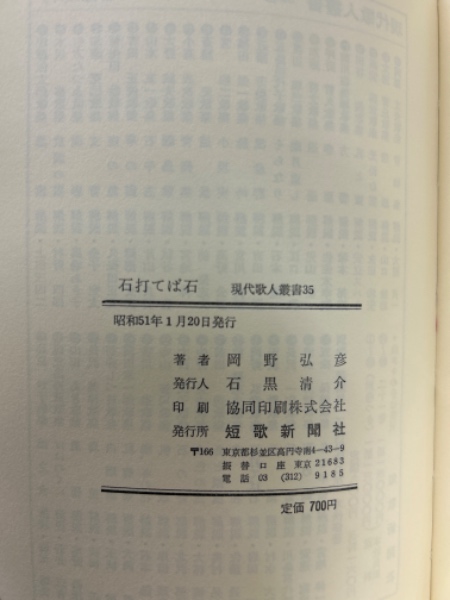 石打てば石 現代歌人叢書35
昭和51年1月20日発行
著者 岡野弘彦
発行人 石黒清介
印刷 協同印刷株式会社
発行所 短歌新聞社
〒166 東京都杉並区高円寺南4-43-9
振替口座 東京 21683
電話 03 (312) 9185
定価 700円